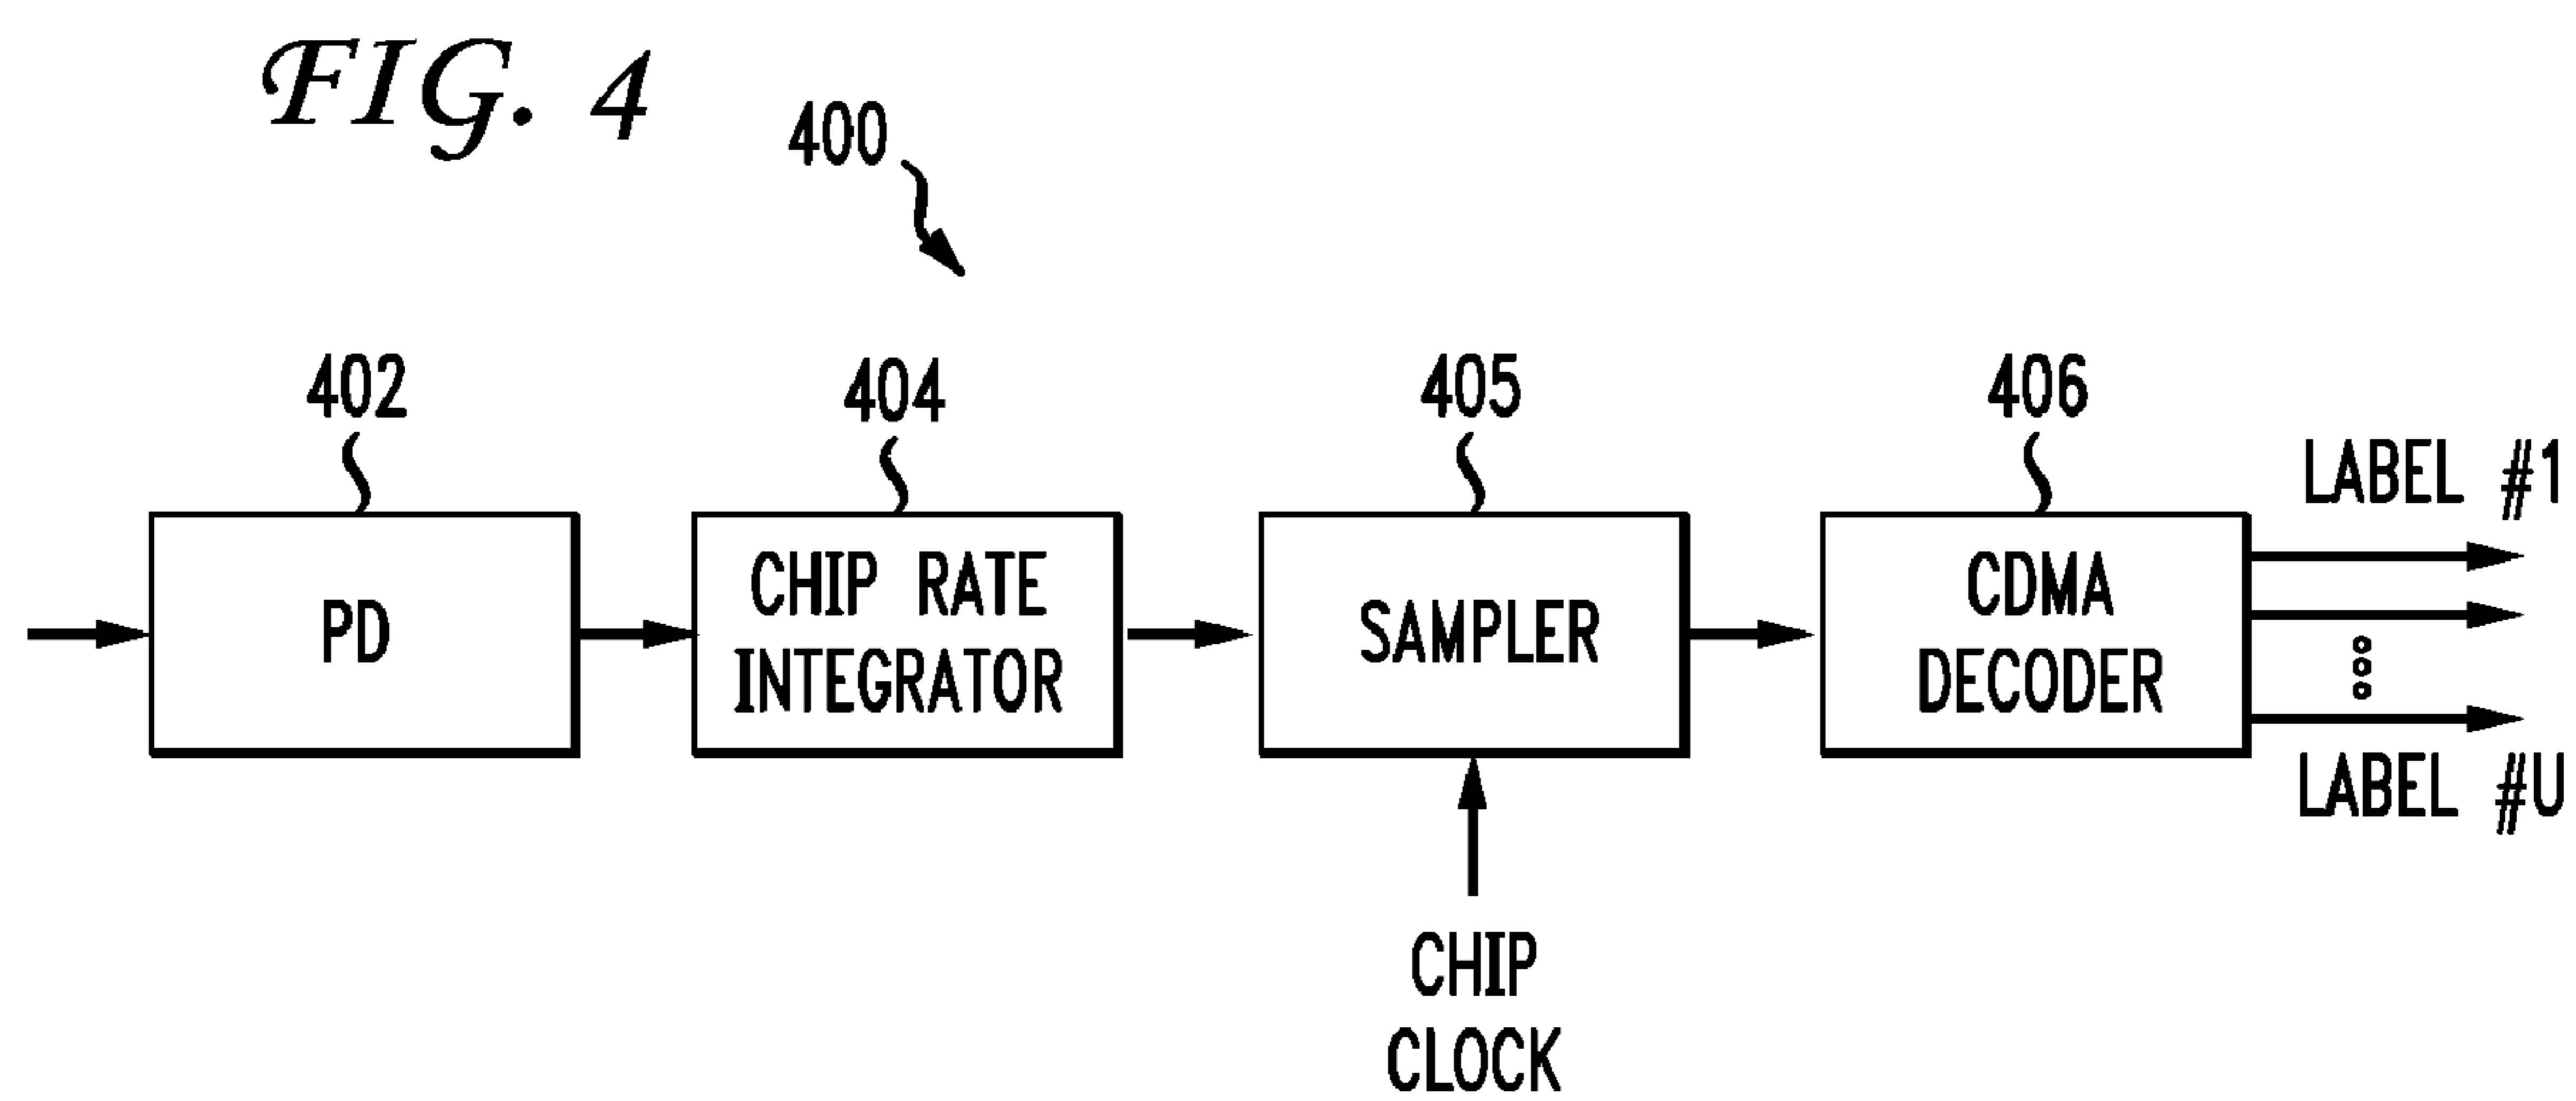 FIG. 4
400
402
404
405
406
LABEL #1
PD
CHIP RATE
INTEGRATOR
SAMPLER
CDMA
DECODER
LABEL #U
CHIP
CLOCK